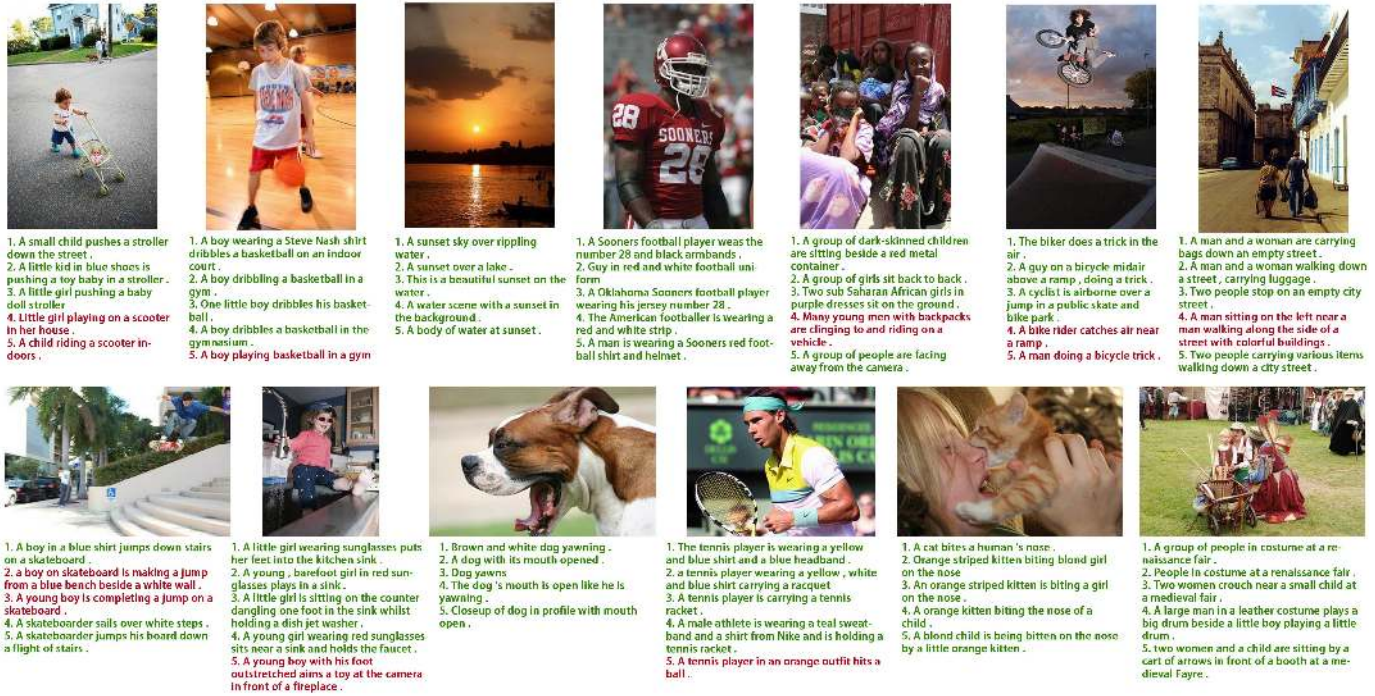 28
SOONERS
28
1. A small child pushes a stroller
down the street .
2. A little kid in blue shoes is
pushing a toy baby in a stroller .
3. A little girl pushing a baby
doll stroller
4. Little girl playing on a scooter
in her house .
5. A child riding a scooter in-
doors .
1. A boy wearing a Steve Nash shirt
dribbles a basketball on an indoor
court .
2. A boy dribbling a basketball in a
gym .
3. One little boy dribbles his basket-
ball .
4. A boy dribbles a basketball in the
gymnasium .
5. A boy playing basketball in a gym
1. A sunset sky over rippling
water .
2. A sunset over a lake .
3. This is a beautiful sunset on the
water .
4. A water scene with a sunset in
the background .
5. A body of water at sunset .
1. A Sooners football player weas the
number 28 and black armbands .
2. Guy in red and white football uni-
form
3. A Oklahoma Sooners football player
wearing his jersey number 28 .
4. The American footballer is wearing a
red and white strip .
5. A man is wearing a Sooners red foot-
ball shirt and helmet .
1. A group of dark-skinned children
are sitting beside a red metal
container .
2. A group of girls sit back to back .
3. Two sub Saharan African girls in
purple dresses sit on the ground .
4. Many young men with backpacks
are clinging to and riding on a
vehicle .
5. A group of people are facing
away from the camera .
1. The biker does a trick in the
air .
2. A guy on a bicycle midair
above a ramp , doing a trick .
3. A cyclist is airborne over a
jump in a public skate and
bike park .
4. A bike rider catches air near
a ramp .
5. A man doing a bicycle trick .
1. A man and a woman are carrying
bags down an empty street .
2. A man and a woman walking down
a street , carrying luggage .
3. Two people stop on an empty city
street .
4. A man sitting on the left near a
man walking along the side of a
street with colorful buildings .
5. Two people carrying various items
walking down a city street .
1. A boy in a blue shirt jumps down stairs
on a skateboard .
2. a boy on skateboard is making a jump
from a blue bench beside a white wall .
3. A young boy is completing a jump on a
skateboard .
4. A skateboarder sails over white steps .
5. A skateboarder jumps his board down
a flight of stairs .
1. A little girl wearing sunglasses puts
her feet into the kitchen sink .
2. A young , barefoot girl in red sun-
glasses plays in a sink .
3. A little girl is sitting on the counter
dangling one foot in the sink whilst
holding a dish jet washer .
4. A young girl wearing red sunglasses
sits near a sink and holds the faucet .
5. A young boy with his foot
outstretched aims a toy at the camera
in front of a fireplace .
1. Brown and white dog yawning .
2. A dog with its mouth opened .
3. Dog yawns
4. The dog 's mouth is open like he is
yawning .
5. Closeup of dog in profile with mouth
open .
1. The tennis player is wearing a yellow
and blue shirt and a blue headband .
2. a tennis player wearing a yellow , white
and blue shirt carrying a racquet
3. A tennis player is carrying a tennis
racket .
4. A male athlete is wearing a teal sweat-
band and a shirt from Nike and is holding a
tennis racket .
5. A tennis player in an orange outfit hits a
ball .
1. A cat bites a human 's nose .
2. Orange striped kitten biting blond girl
on the nose
3. An orange striped kitten is biting a girl
on the nose .
4. A orange kitten biting the nose of a
child .
5. A blond child is being bitten on the nose
by a little orange kitten .
1. A group of people in costume at a re-
naissance fair .
2. People in costume at a renaissance fair .
3. Two women crouch near a small child at
a medieval fair .
4. A large man in a leather costume plays a
big drum beside a little boy playing a little
drum .
5. two women and a child are sitting by a
cart of arrows in front of a booth at a me-
dieval Fayre .